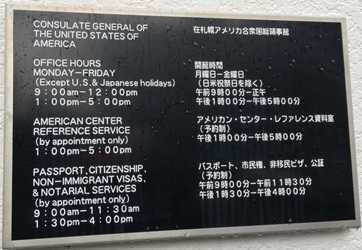 CONSULATE GENERAL OF
THE UNITED STATES OF
AMERICA
在札幌アメリカ合衆国総領事館
OFFICE HOURS
MONDAY–FRIDAY
(Except U.S. & Japanese holidays)
9:00am–12:00pm
1:00pm–5:00pm
開館時間
月曜日–金曜日
(日米祝祭日を除く)
午前9時00分–正午
午後1時00分–午後5時00分
AMERICAN CENTER
REFERENCE SERVICE
(by appointment only)
1:00pm–5:00pm
アメリカン・センター・レファレンス資料室
(予約制)
午後1時00分–午後5時00分
PASSPORT, CITIZENSHIP,
NON-IMMIGRANT VISAS,
& NOTARIAL SERVICES
(by appointment only)
9:00am–11:30am
1:30pm–4:00pm
パスポート、市民権、非移民ビザ、公証
(予約制)
午前9時00分–午前11時30分
午後1時30分–午後4時00分